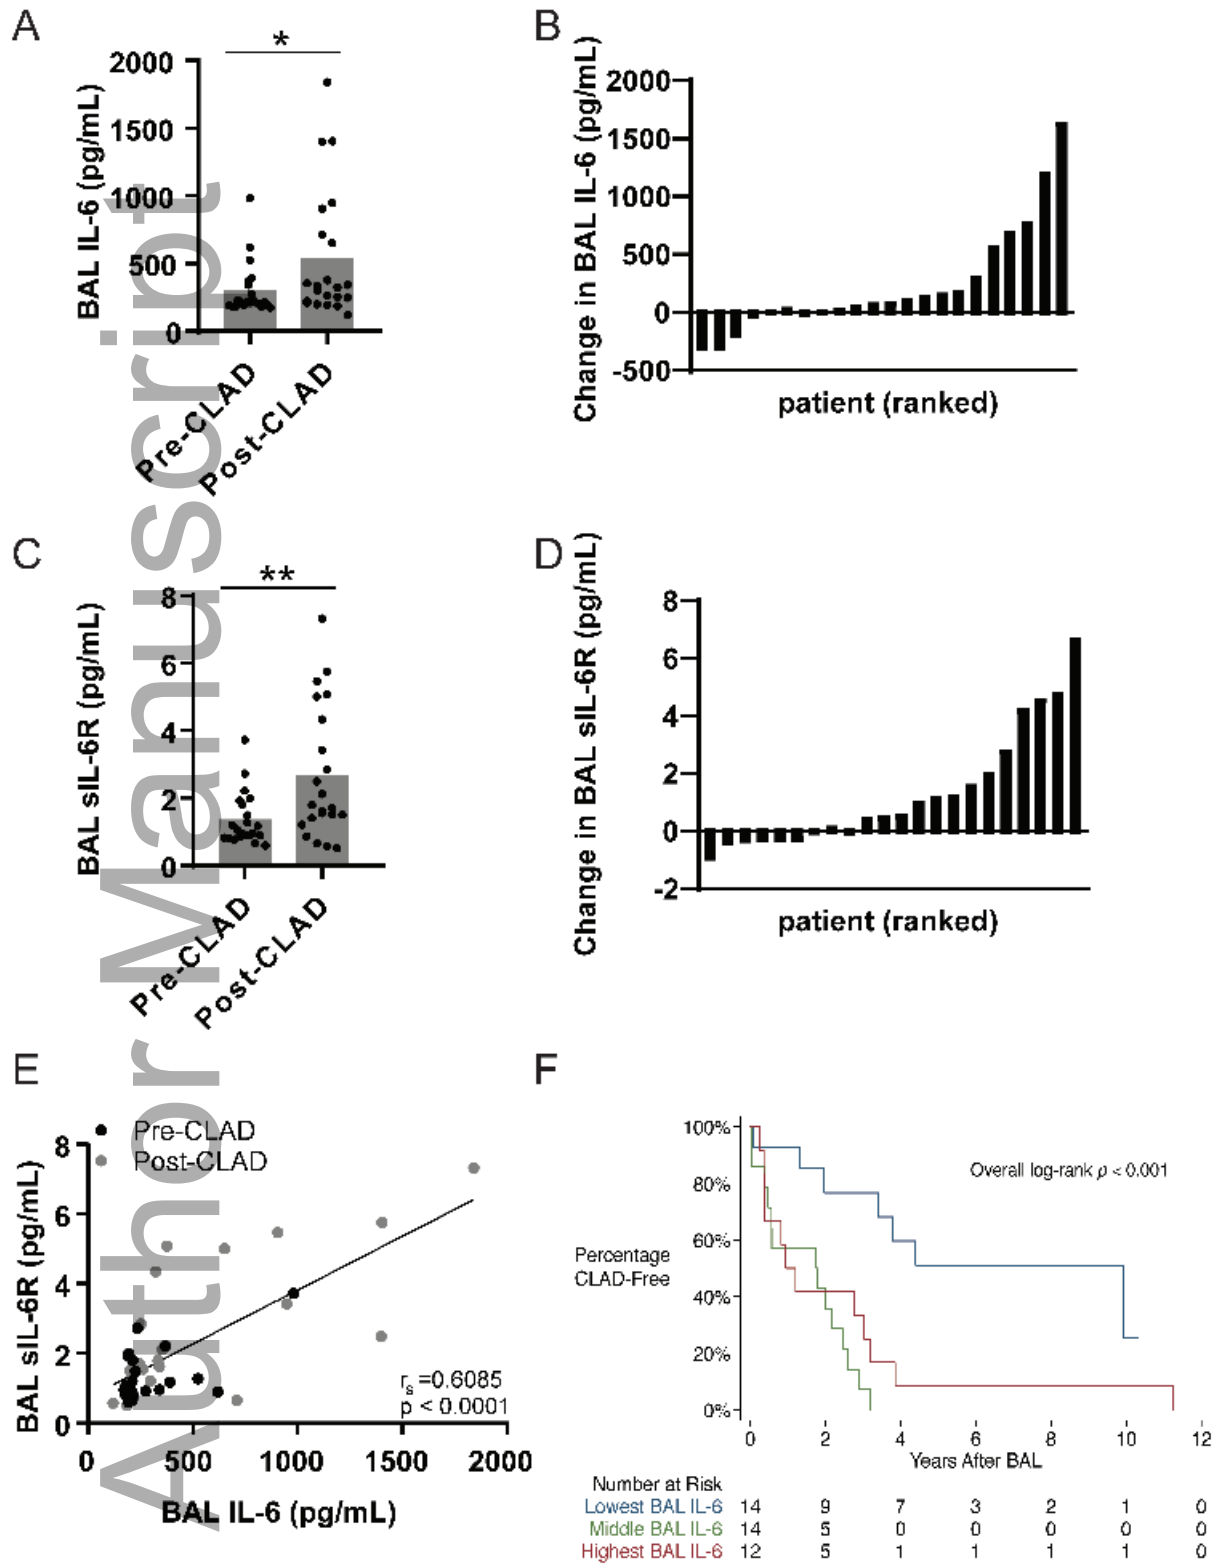 A
*
BAL IL-6 (pg/mL)
2000
1500
1000
500
0
Pre-CLAD
Post-CLAD
B
Change in BAL IL-6 (pg/mL)
2000
1500
1000
500
0
-500
patient (ranked)
C
**
BAL sIL-6R (pg/mL)
8
6
4
2
0
Pre-CLAD
Post-CLAD
D
Change in BAL sIL-6R (pg/mL)
8
6
4
2
0
-2
patient (ranked)
E
Pre-CLAD
Post-CLAD
BAL sIL-6R (pg/mL)
8
6
4
2
0
rs =0.6085
p < 0.0001
0 500 1000 1500 2000
BAL IL-6 (pg/mL)
F
Overall log-rank p < 0.001
Percentage
CLAD-Free
100%
80%
60%
40%
20%
0%
0 2 4 6 8 10 12
Years After BAL
Number at Risk
Lowest BAL IL-6 14 9 7 3 2 1 0
Middle BAL IL-6 14 5 0 0 0 0 0
Highest BAL IL-6 12 5 1 1 1 1 0
Author Manuscript